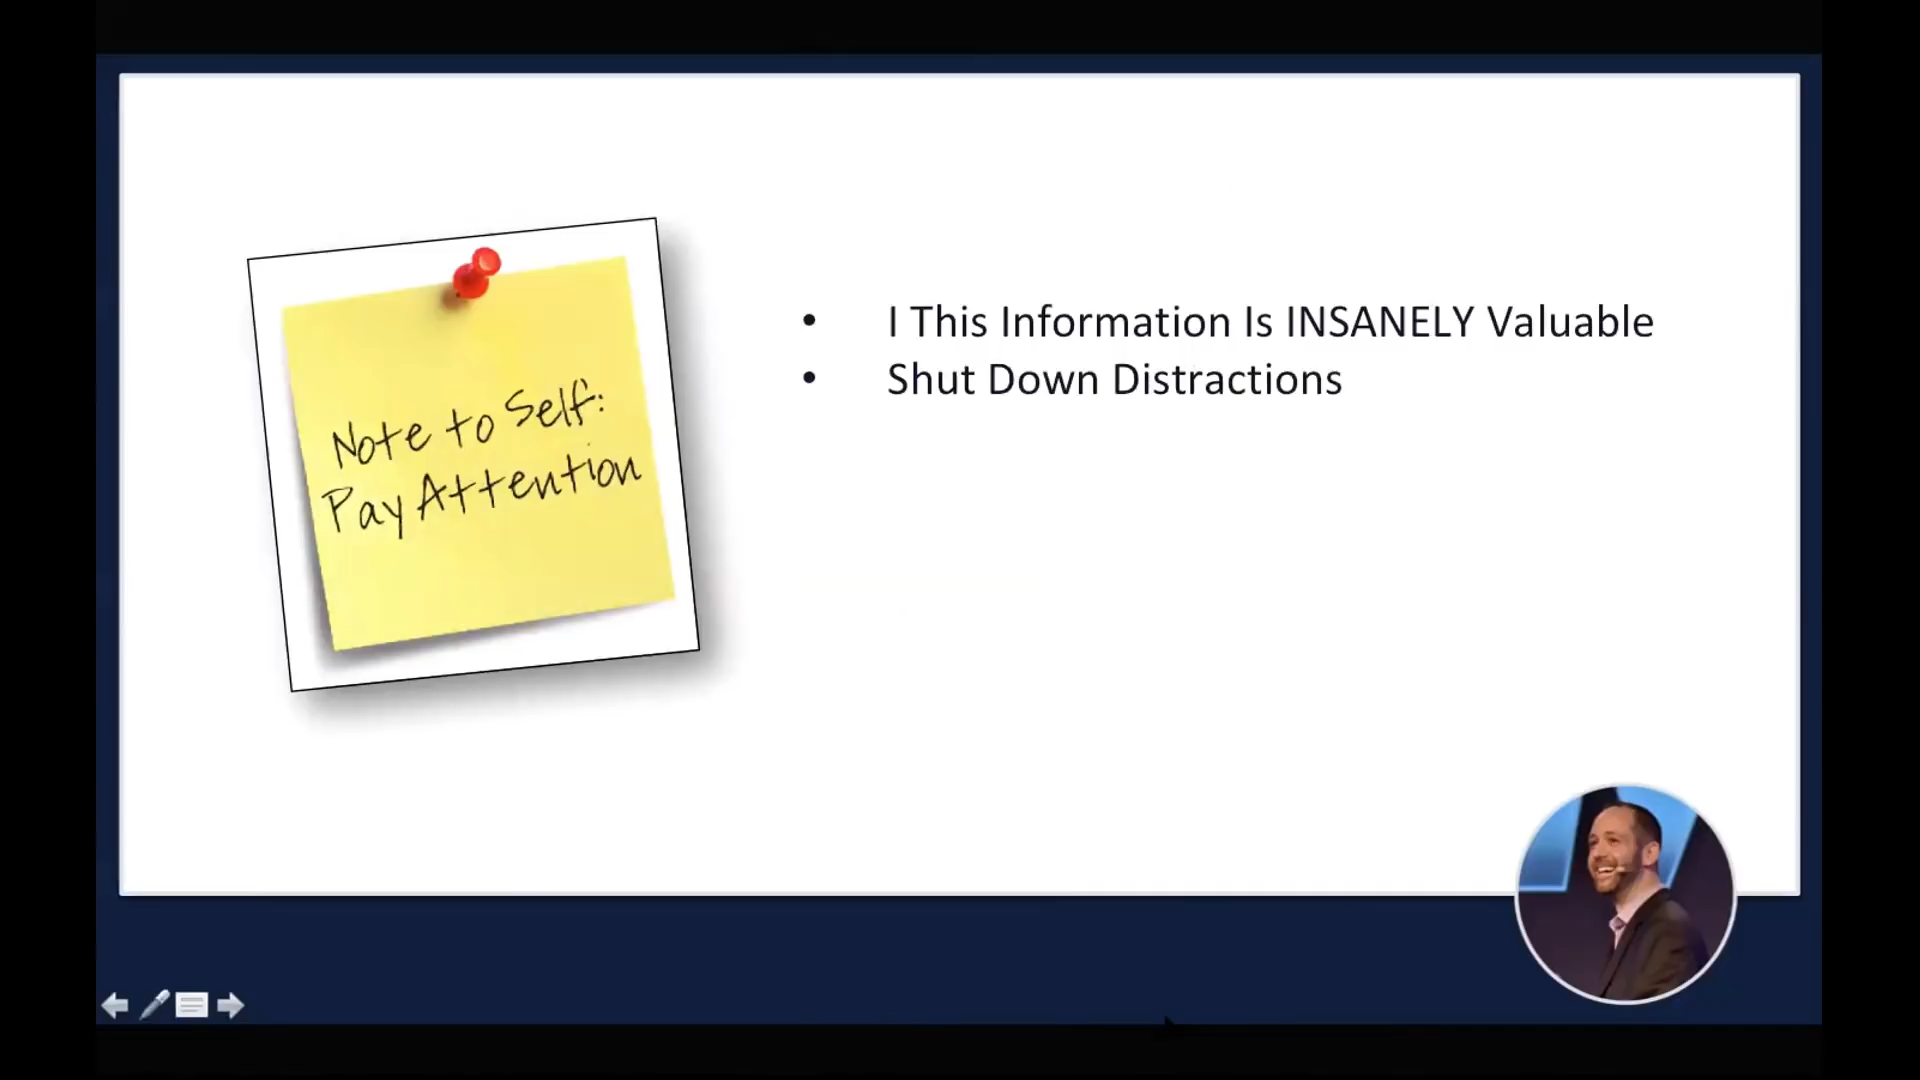 Note to Self:
Pay Attention
• I This Information Is INSANELY Valuable
• Shut Down Distractions